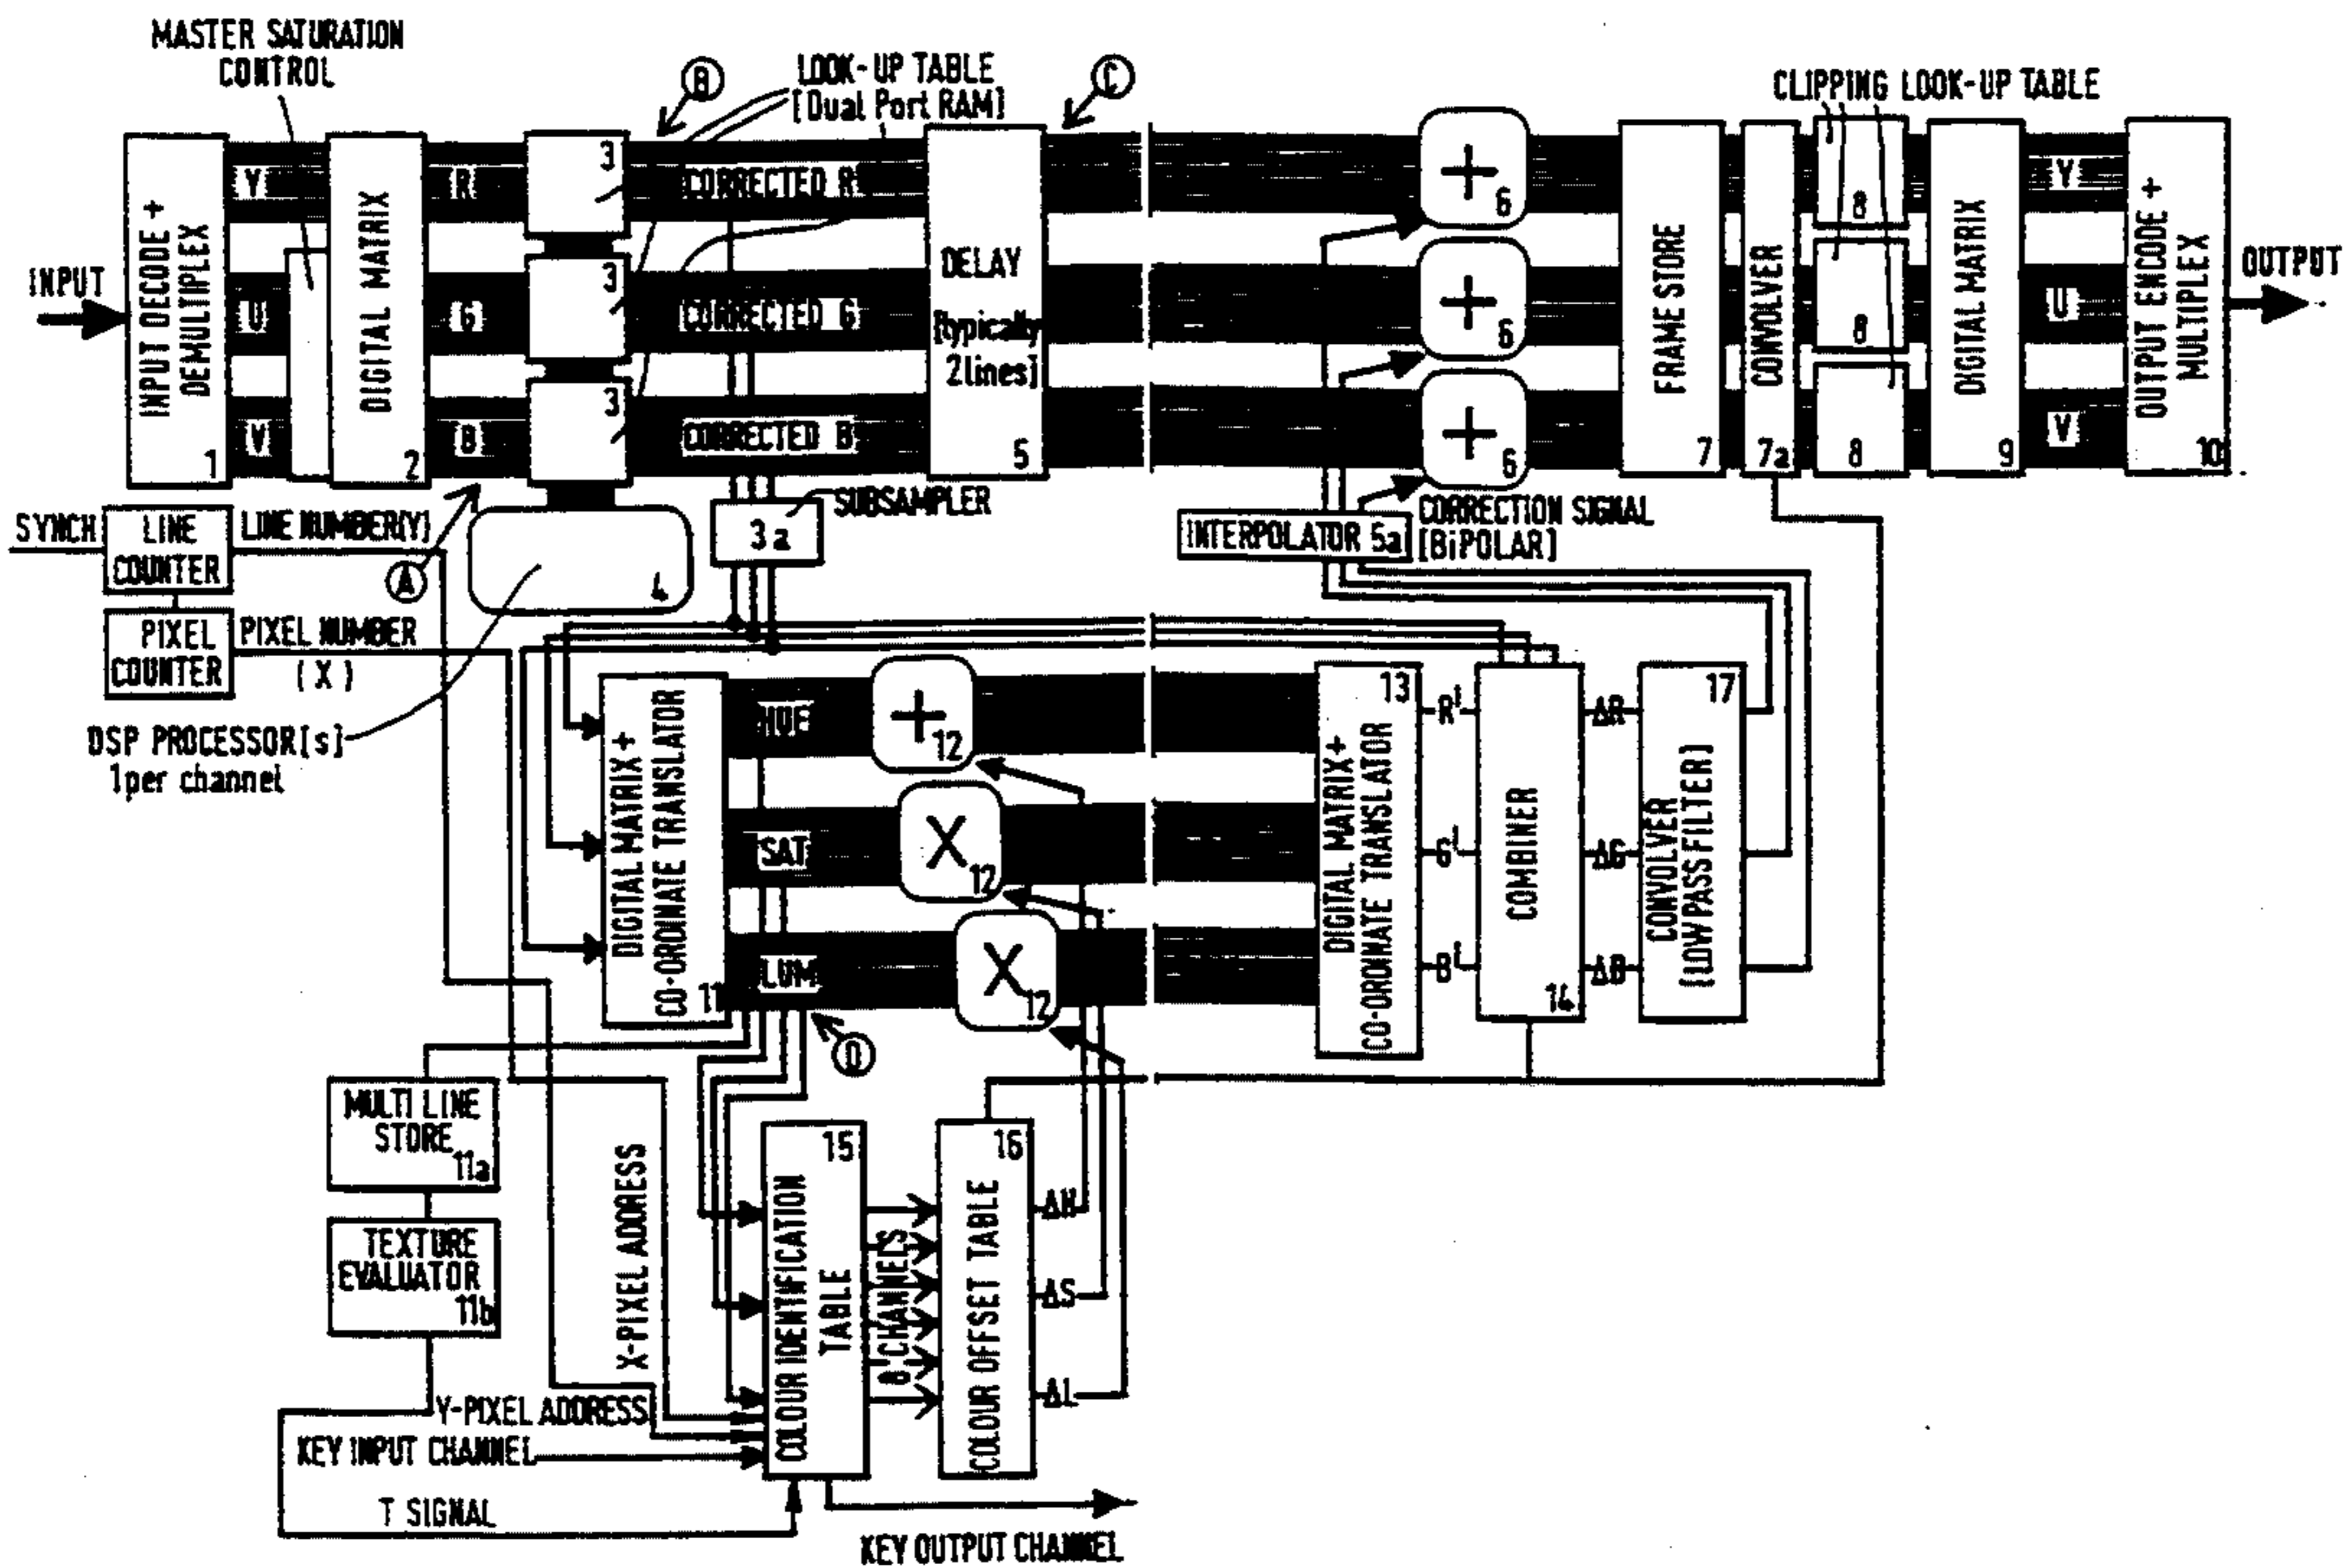 MASTER SATURATION
CONTROL
B
LOOK-UP TABLE
[Dual Port RAM]
C
CLIPPING LOOK-UP TABLE
INPUT
INPUT DECODE +
DEMULTIPLEX
1
Y
U
V
DIGITAL MATRIX
2
R
G
B
3
3
3
CORRECTED R
CORRECTED G
CORRECTED B
DELAY
[typically
2lines]
5
+
6
+
6
+
6
FRAME STORE
7
CONVOLVER
7a
8
8
8
DIGITAL MATRIX
9
Y
U
V
OUTPUT ENCODE +
MULTIPLEX
10
OUTPUT
SYNCH
LINE
COUNTER
LINE NUMBER(Y)
A
4
SUBSAMPLER
3a
INTERPOLATOR 5a
CORRECTION SIGNAL
[BiPOLAR]
PIXEL
COUNTER
PIXEL NUMBER
(X)
DSP PROCESSOR[s]
1per channel
DIGITAL MATRIX+
CO-ORDINATE TRANSLATOR
11
HUE
SAT
LUM
+
12
X
12
X
12
D
DIGITAL MATRIX+
CO-ORDINATE TRANSLATOR
13
R'
G'
B'
COMBINER
14
ΔR
ΔG
ΔB
CONVOLVER
[LOW PASS FILTER]
17
MULTI LINE
STORE
11a
TEXTURE
EVALUATOR
11b
X-PIXEL ADDRESS
Y-PIXEL ADDRESS
KEY INPUT CHANNEL
T SIGNAL
COLOUR IDENTIFICATION
TABLE
15
8 CHANNELS
COLOUR OFFSET TABLE
16
ΔH
ΔS
ΔL
KEY OUTPUT CHANNEL